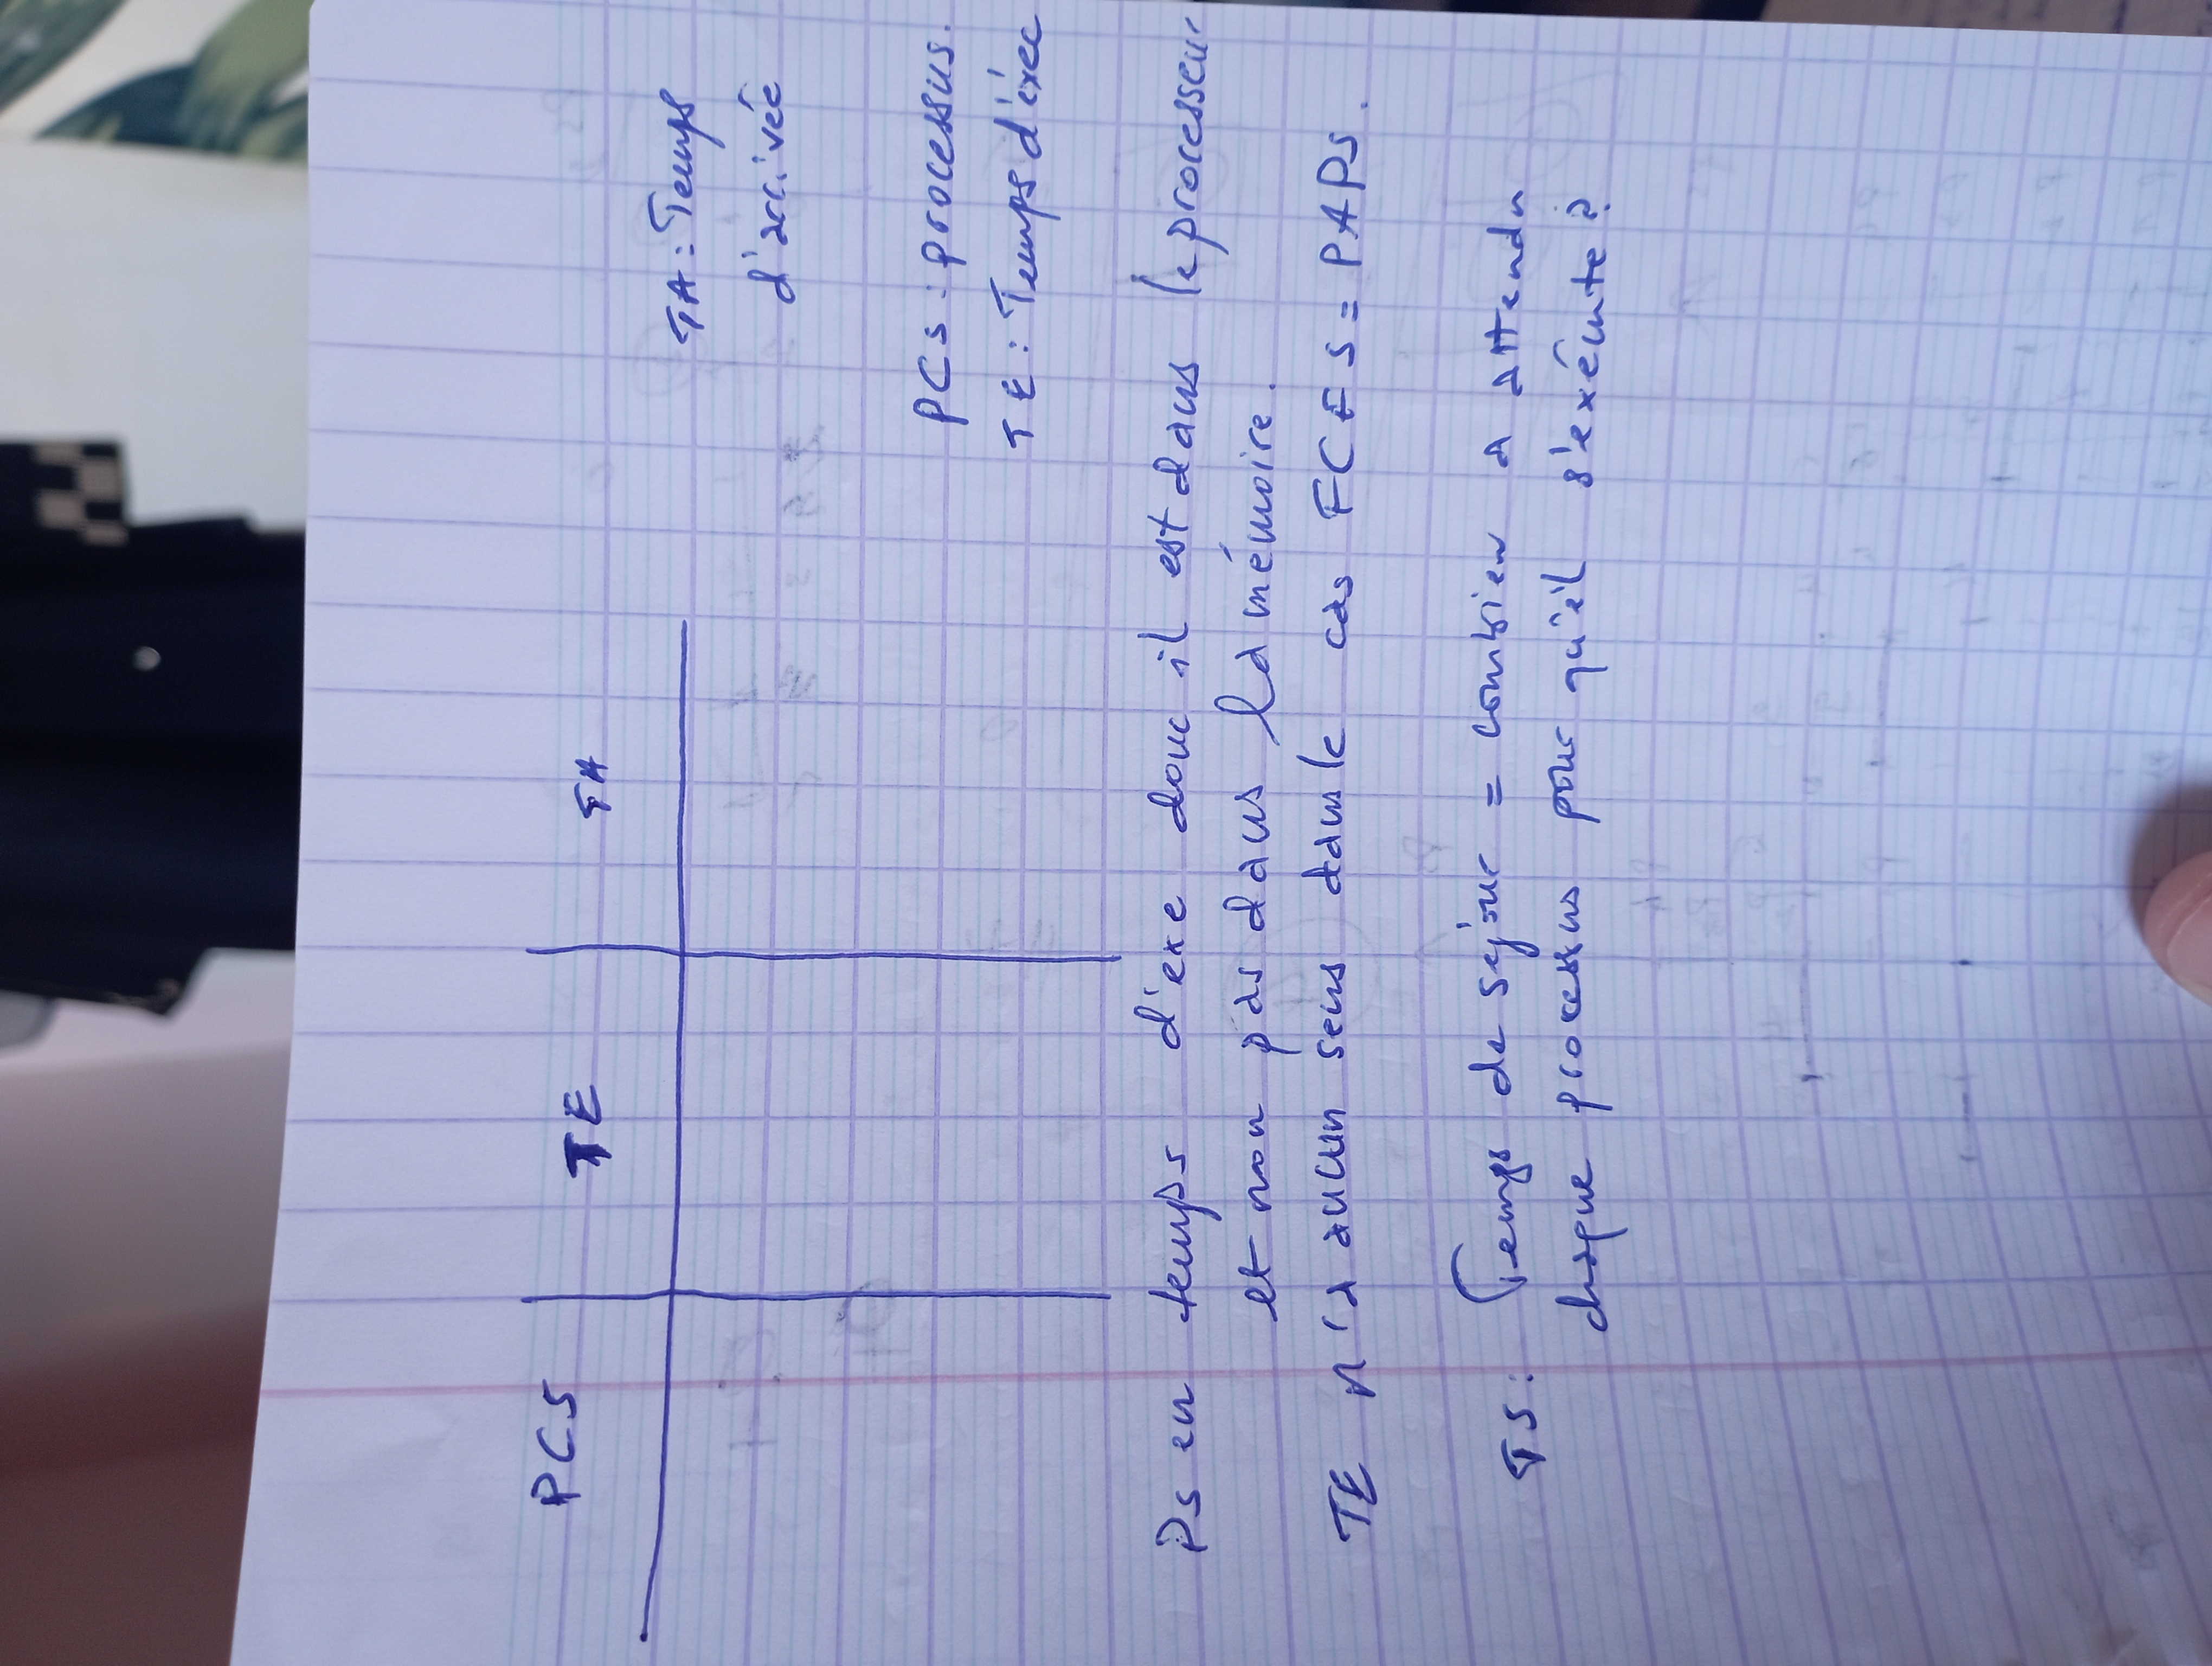 PCS TE TA
TA : Temps
d'arrivée
PCs : processus.
TE : Temps d'éxec
Ps en temps d'exe donc il est dans le processeur
et non pas dans la mémoire.
TE n'a aucun sens dans le cas FCFS = PAPS.
TS : Temps de sejour = combien a attendu
chaque processus pour qu'il s'exécute ?